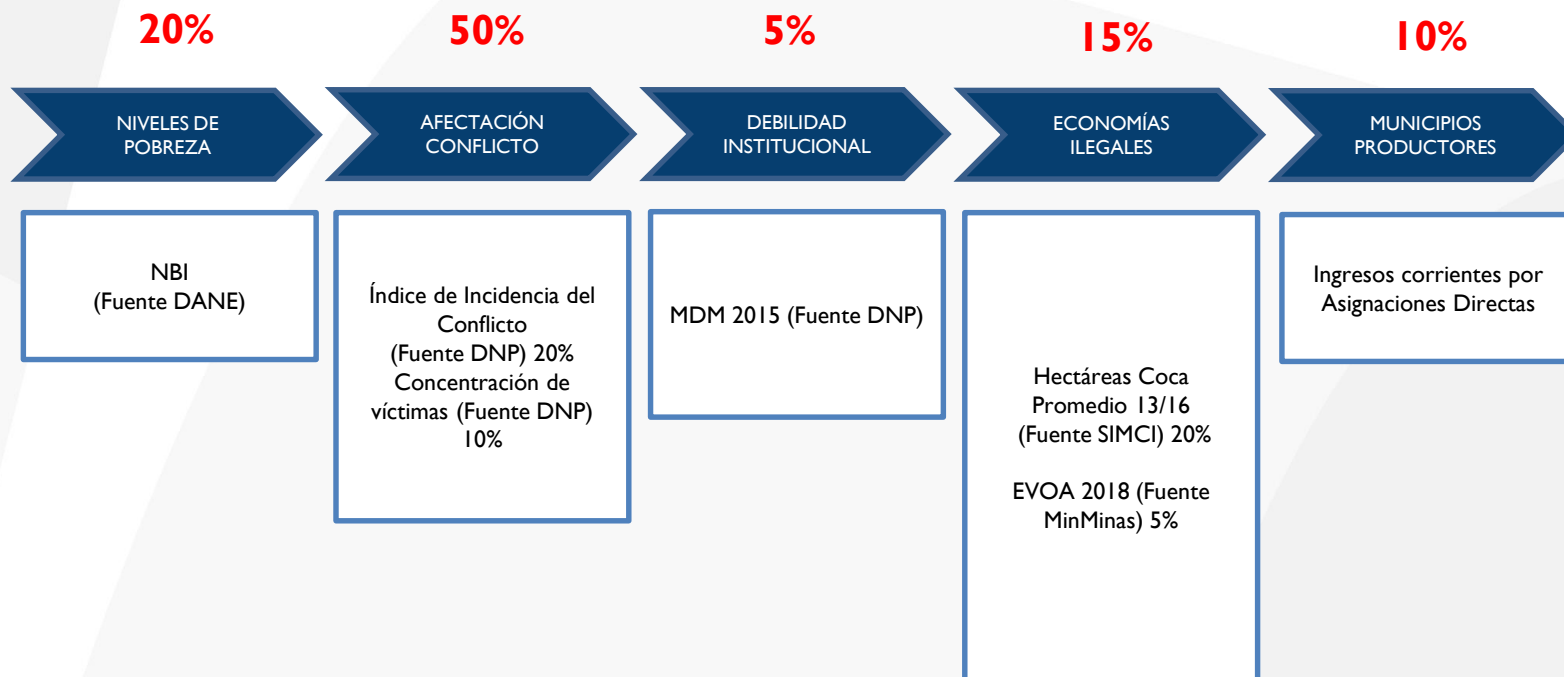 20%
50%
5%
15%
10%
NIVELES DE
POBREZA
AFECTACIÓN
CONFLICTO
DEBILIDAD
INSTITUCIONAL
ECONOMÍAS
ILEGALES
MUNICIPIOS
PRODUCTORES
NBI
(Fuente DANE)
Índice de Incidencia del
Conflicto
(Fuente DNP) 20%
Concentración de
víctimas (Fuente DNP)
10%
MDM 2015 (Fuente DNP)
Hectáreas Coca
Promedio 13/16
(Fuente SIMCI) 20%
EVOA 2018 (Fuente
MinMinas) 5%
Ingresos corrientes por
Asignaciones Directas